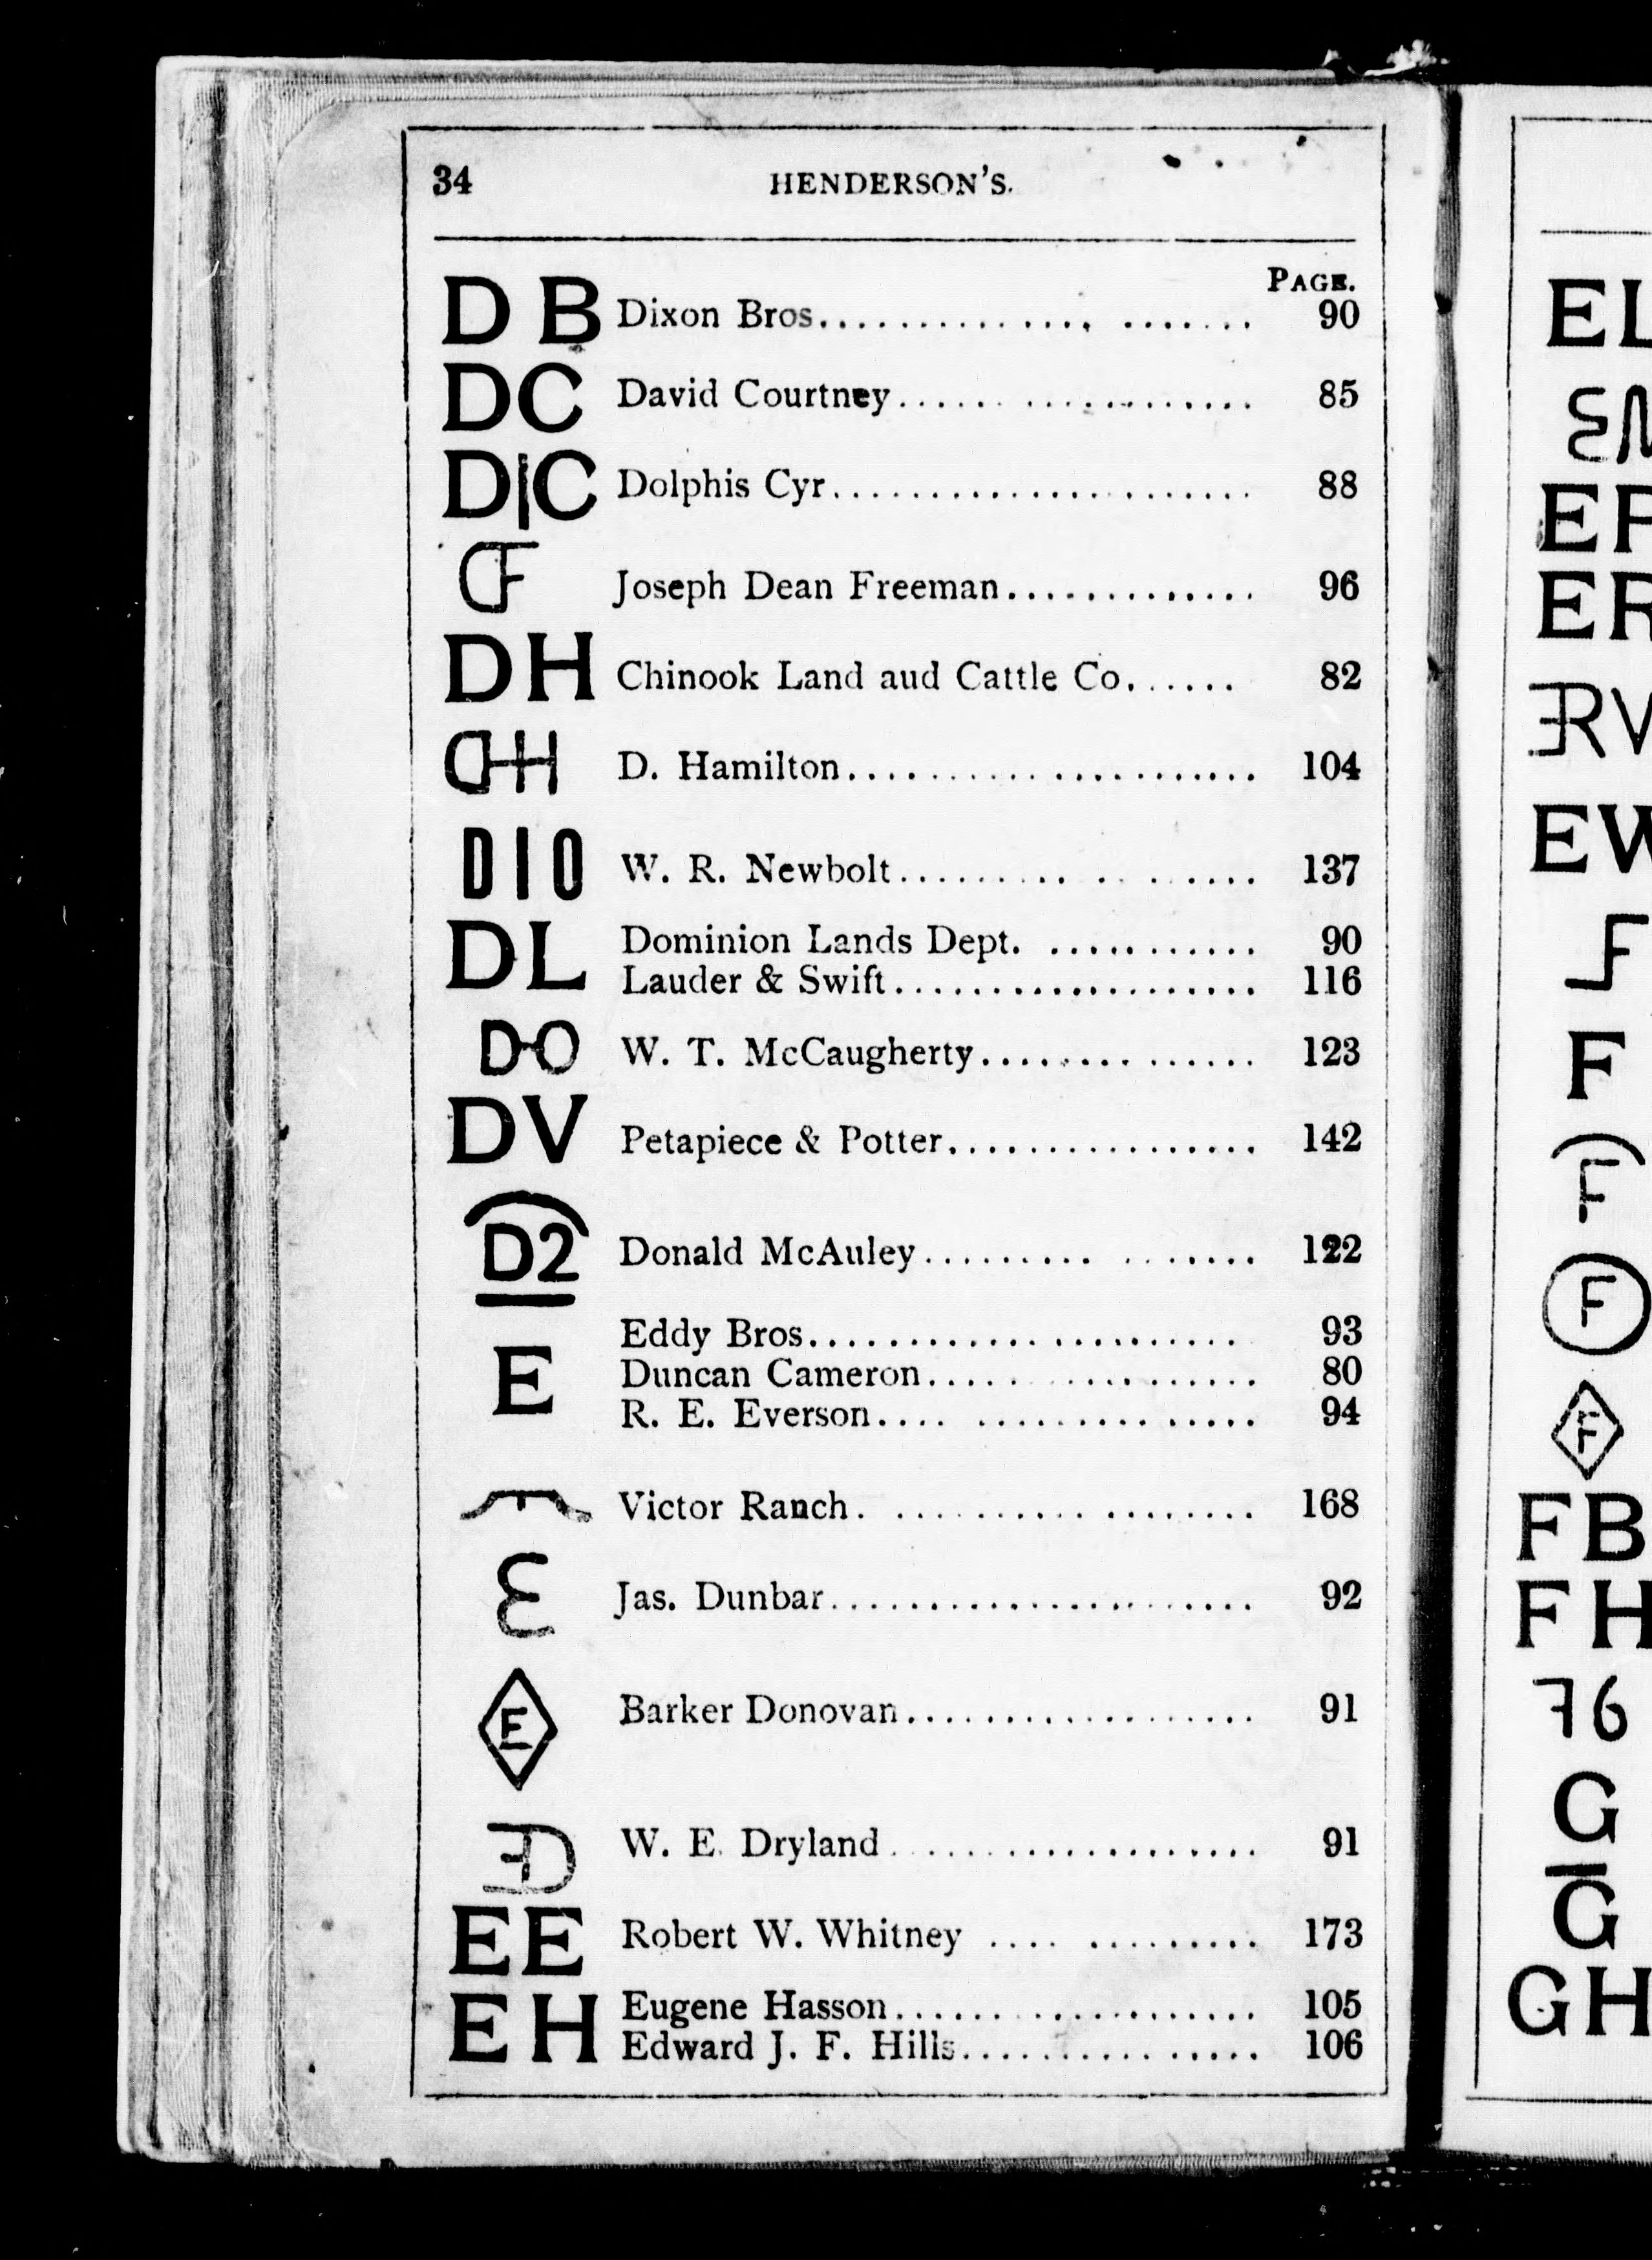 34 HENDERSON'S.
PAGE.
D B Dixon Bros.................... 90
DC David Courtney.................... 85
D|C Dolphis Cyr.................... 88
DF Joseph Dean Freeman.................... 96
DH Chinook Land aud Cattle Co...... 82
DH D. Hamilton.................... 104
D I O W. R. Newbolt.................... 137
DL Dominion Lands Dept. .................... 90
Lauder & Swift.................... 116
D-O W. T. McCaugherty.................... 123
DV Petapiece & Potter.................... 142
D2 Donald McAuley.................... 122
Eddy Bros.................... 93
E Duncan Cameron.................... 80
R. E. Everson.................... 94
Victor Ranch.................... 168
E Jas. Dunbar.................... 92
E Barker Donovan.................... 91
ED W. E. Dryland.................... 91
EE Robert W. Whitney .................... 173
EH Eugene Hasson.................... 105
Edward J. F. Hills.................... 106
EL
ER
RV
EW
F
F
F
F
FB
FH
76
G
G
GH